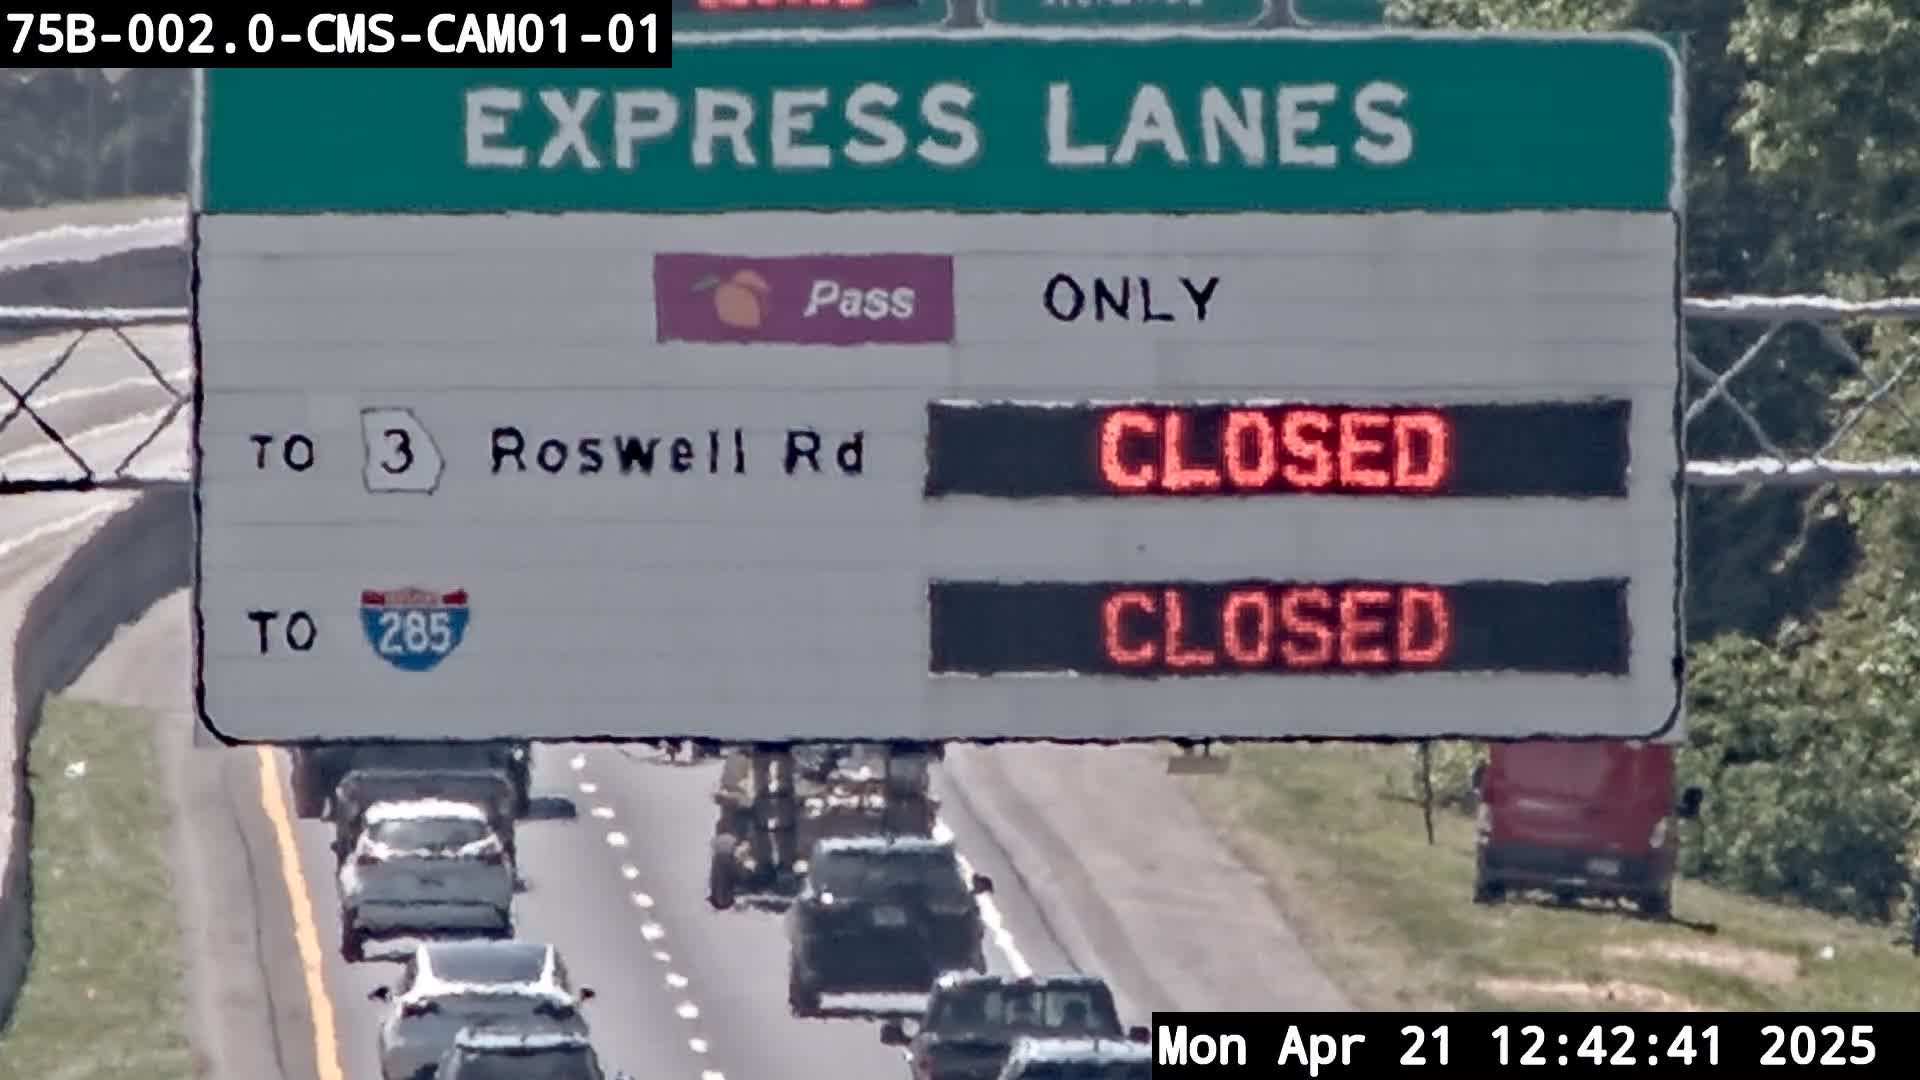 75B-002.0-CMS-CAM01-01
EXPRESS LANES
Pass ONLY
TO 3 Roswell Rd CLOSED
TO 285 CLOSED
Mon Apr 21 12:42:41 2025